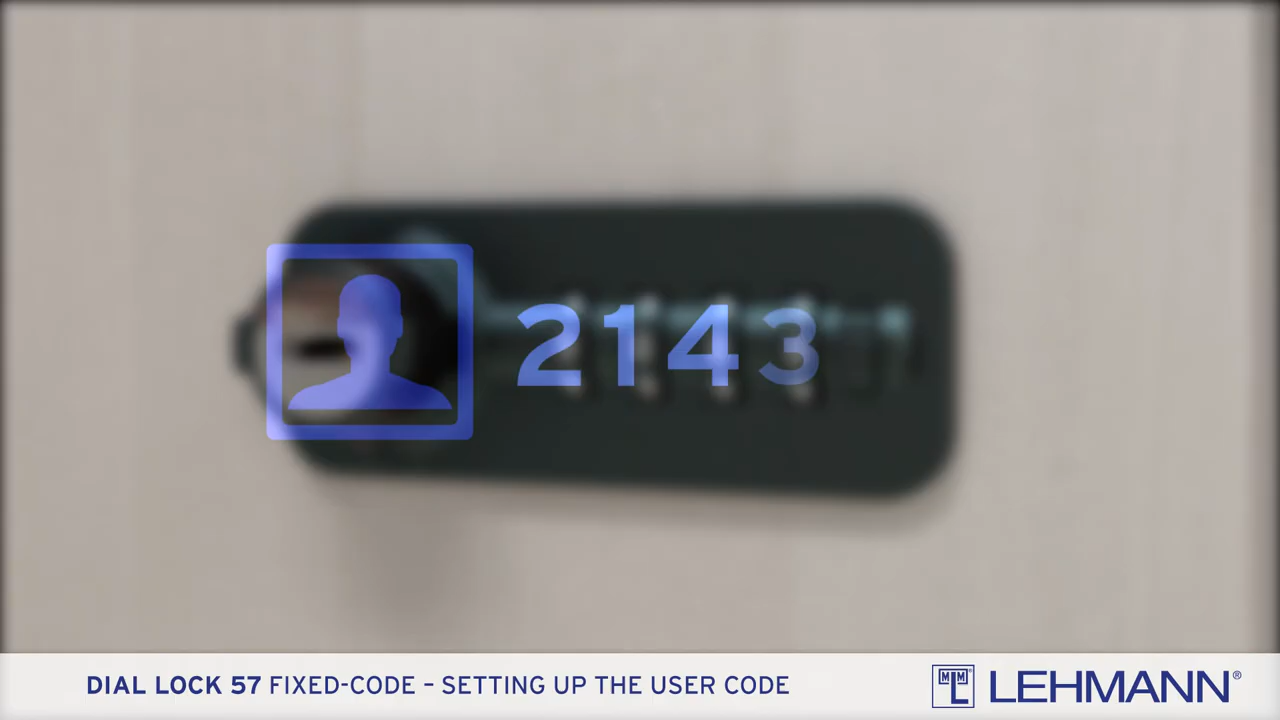 2143
DIAL LOCK 57 FIXED-CODE – SETTING UP THE USER CODE
LEHMANN®